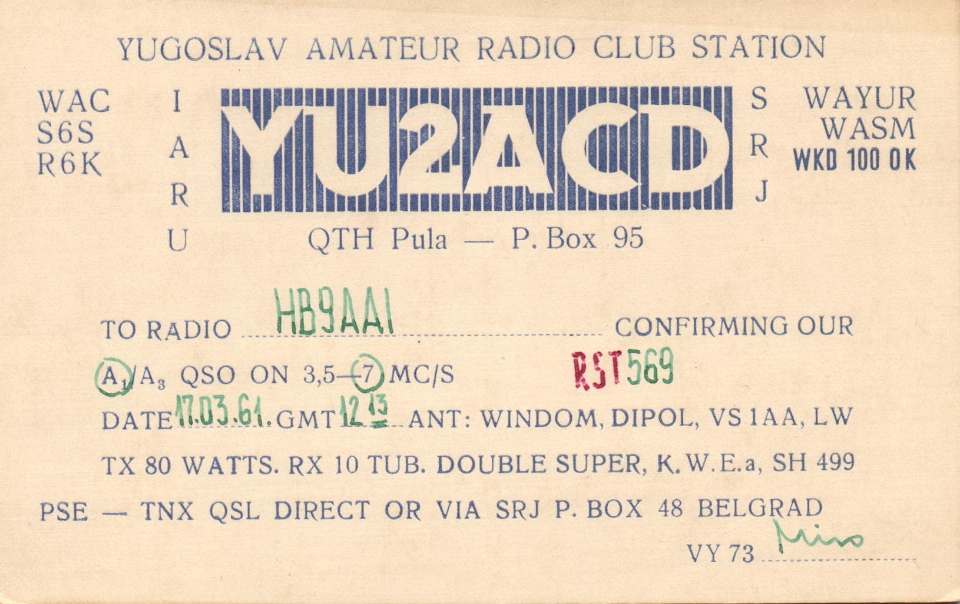 YUGOSLAV AMATEUR RADIO CLUB STATION
WAC
S6S
R6K
I
A
R
U
YU2ACD
S
R
J
WAYUR
WASM
WKD 100 OK
QTH Pula — P. Box 95
TO RADIO HB9AAI CONFIRMING OUR
A1/A3 QSO ON 3,5—7 MC/S RST 569
DATE 17.03.61. GMT 12 13 ANT: WINDOM, DIPOL, VS 1AA, LW
TX 80 WATTS. RX 10 TUB. DOUBLE SUPER, K. W. E. a, SH 499
PSE — TNX QSL DIRECT OR VIA SRJ P. BOX 48 BELGRAD
VY 73 Miro